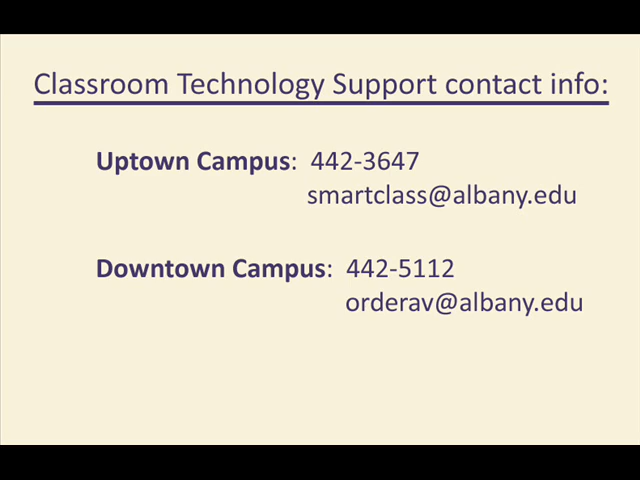 Classroom Technology Support contact info:
Uptown Campus: 442-3647
smartclass@albany.edu
Downtown Campus: 442-5112
orderav@albany.edu